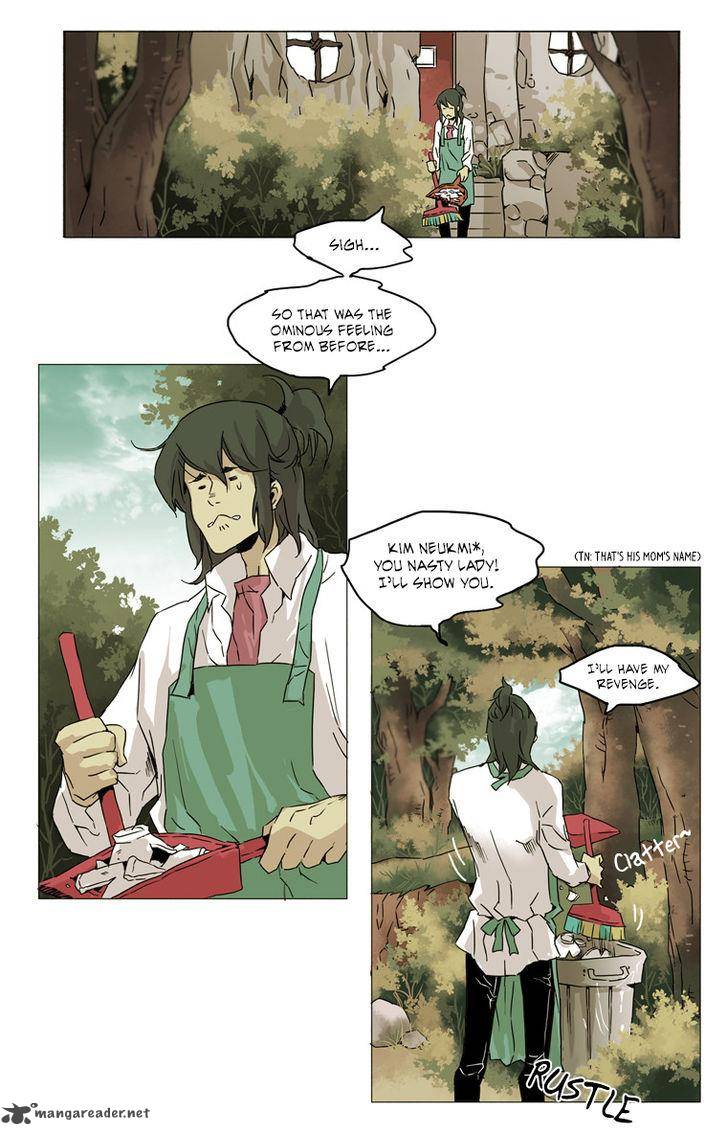 SIGH...
SO THAT WAS THE
OMINOUS FEELING
FROM BEFORE...
KIM NEUKMI*,
YOU NASTY LADY!
I'LL SHOW YOU.
(TN: THAT'S HIS MOM'S NAME)
I'LL HAVE MY
REVENGE.
Clatter~
RUSTLE
mangareader.net